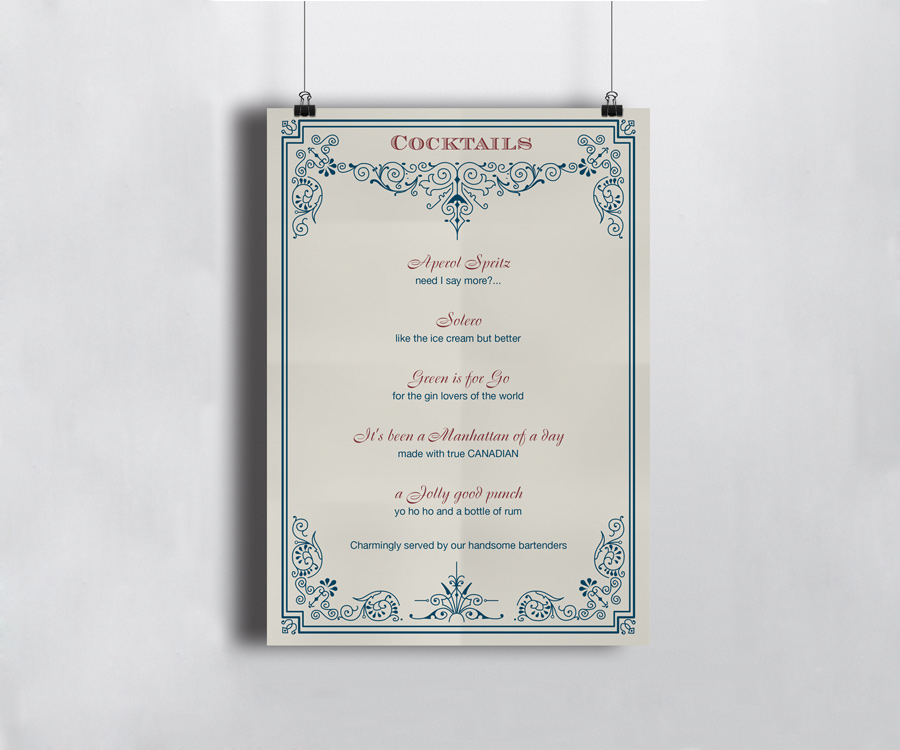 COCKTAILS
Aperol Spritz
need I say more?...
Solero
like the ice cream but better
Green is for Go
for the gin lovers of the world
It's been a Manhattan of a day
made with true CANADIAN
a Jolly good punch
yo ho ho and a bottle of rum
Charmingly served by our handsome bartenders